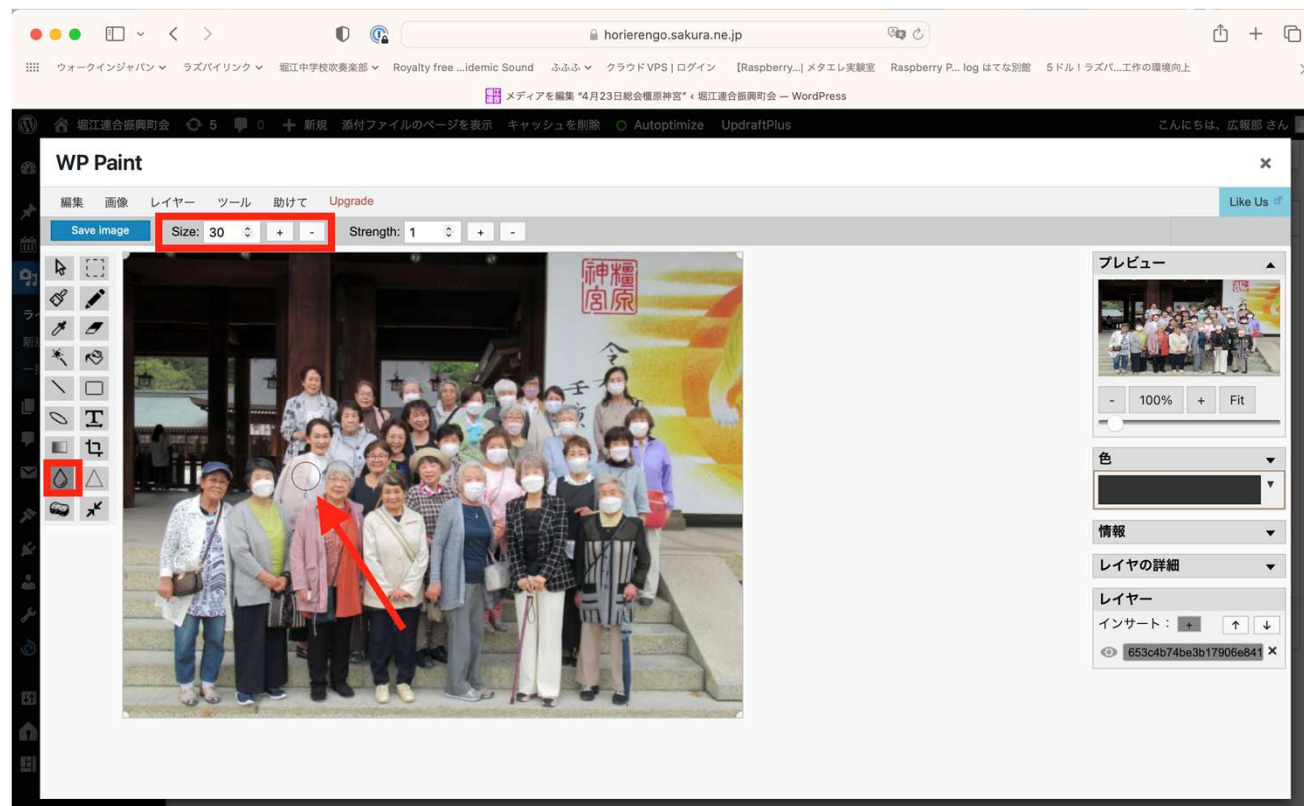 horierengo.sakura.ne.jp
ウォークインジャパン ラズパイリンク 堀江中学校吹奏楽部 Royalty free ...idemic Sound ふふふ クラウド VPS | ログイン 【Raspberry...| メタエレ実験室 Raspberry P... log はてな別館 5ドル！ラズパ...工作の環境向上
堀江連合 メディアを編集 “4月23日総会橿原神宮” ‹ 堀江連合振興町会 — WordPress
堀江連合振興町会 5 0 新規 添付ファイルのページを表示 キャッシュを削除 Autoptimize UpdraftPlus こんにちは、広報部 さん
WP Paint ×
編集 画像 レイヤー ツール 助けて Upgrade Like Us
Save image Size: 30 + - Strength: 1 + -
橿原
神宮
プレビュー
- 100% + Fit
色
情報
レイヤの詳細
レイヤー
インサート： + ↑ ↓
653c4b74be3b17906e841 ×